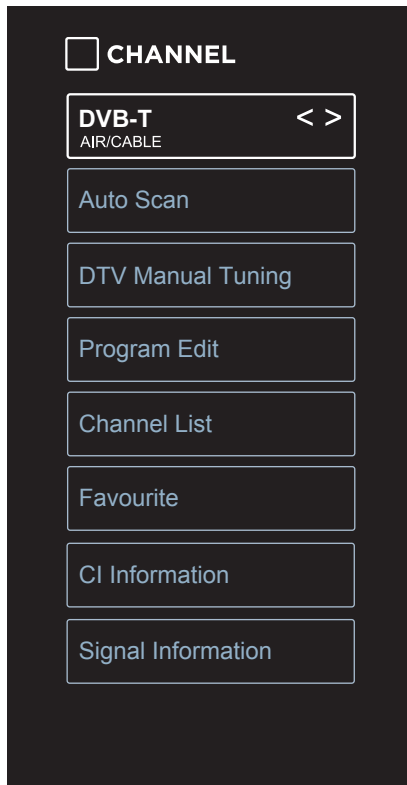 CHANNEL
DVB-T < >
AIR/CABLE
Auto Scan
DTV Manual Tuning
Program Edit
Channel List
Favourite
CI Information
Signal Information